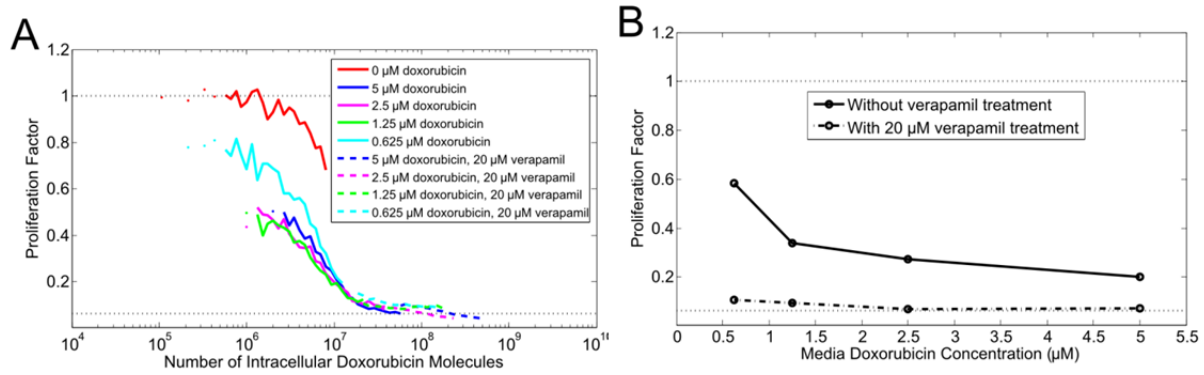 A
1.2
1
0.8
0.6
0.4
0.2
Proliferation Factor
10^4
10^5
10^6
10^7
10^8
10^9
Number of Intracellular Doxorubicin Molecules
0 µM doxorubicin
5 µM doxorubicin
2.5 µM doxorubicin
1.25 µM doxorubicin
0.625 µM doxorubicin
5 µM doxorubicin, 20 µM verapamil
2.5 µM doxorubicin, 20 µM verapamil
1.25 µM doxorubicin, 20 µM verapamil
0.625 µM doxorubicin, 20 µM verapamil
B
1.2
1
0.8
0.6
0.4
0.2
Proliferation Factor
0
0.5
1
1.5
2
2.5
3
3.5
4
4.5
5
5.5
Media Doxorubicin Concentration (µM)
Without verapamil treatment
With 20 µM verapamil treatment